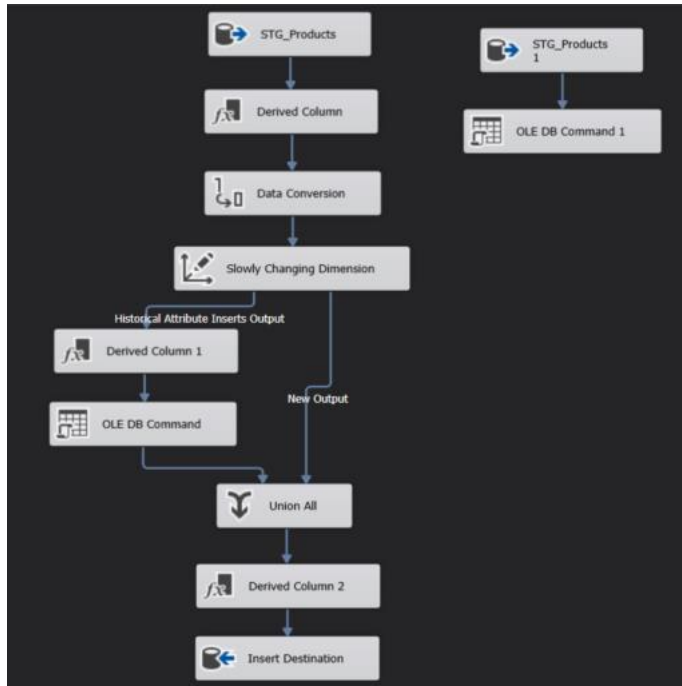 STG_Products
Derived Column
Data Conversion
Slowly Changing Dimension
Historical Attribute Inserts Output
Derived Column 1
New Output
OLE DB Command
Union All
Derived Column 2
Insert Destination
STG_Products
1
OLE DB Command 1